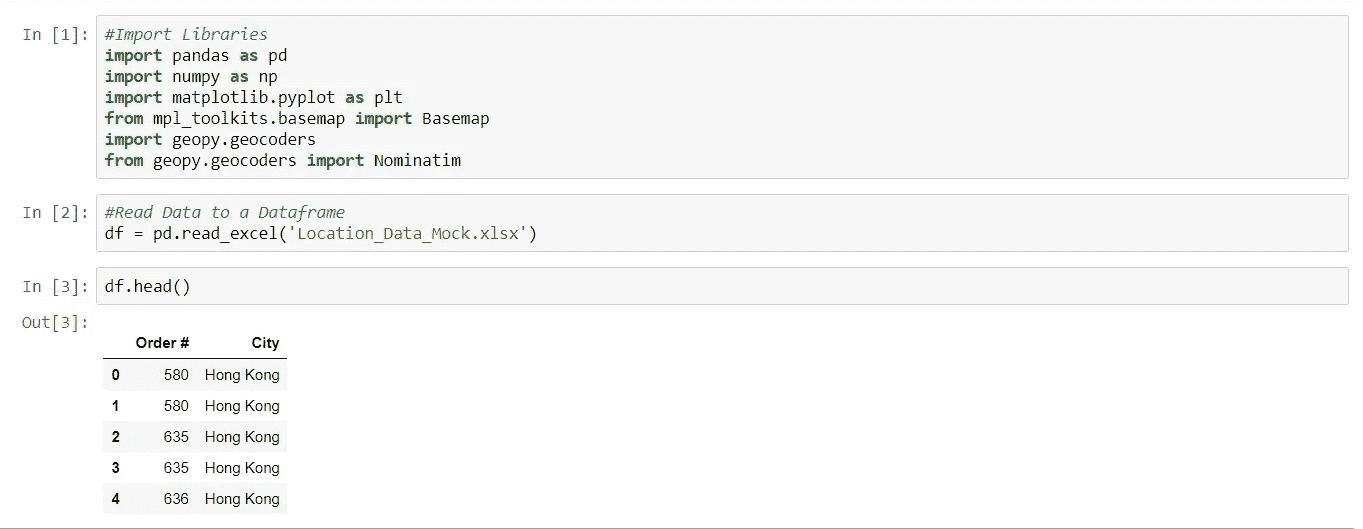 In [1]: #Import Libraries
import pandas as pd
import numpy as np
import matplotlib.pyplot as plt
from mpl_toolkits.basemap import Basemap
import geopy.geocoders
from geopy.geocoders import Nominatim
In [2]: #Read Data to a Dataframe
df = pd.read_excel('Location_Data_Mock.xlsx')
In [3]: df.head()
Out[3]:
Order # City
0 580 Hong Kong
1 580 Hong Kong
2 635 Hong Kong
3 635 Hong Kong
4 636 Hong Kong